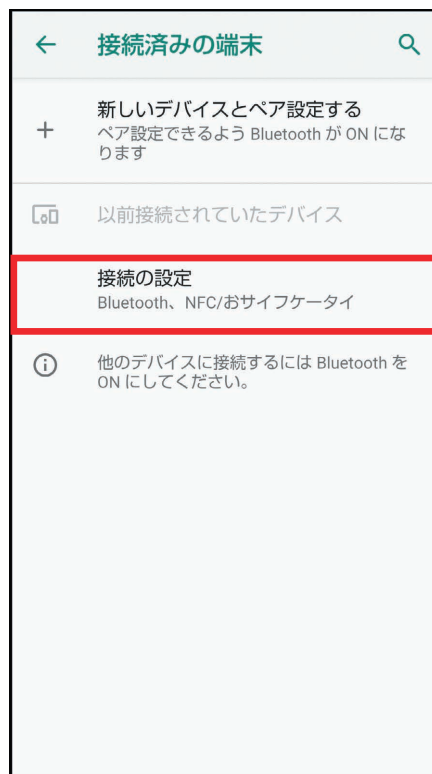 接続済みの端末
新しいデバイスとペア設定する
ペア設定できるよう Bluetooth が ON にな
ります
以前接続されていたデバイス
接続の設定
Bluetooth、NFC/おサイフケータイ
他のデバイスに接続するには Bluetooth を
ON にしてください。